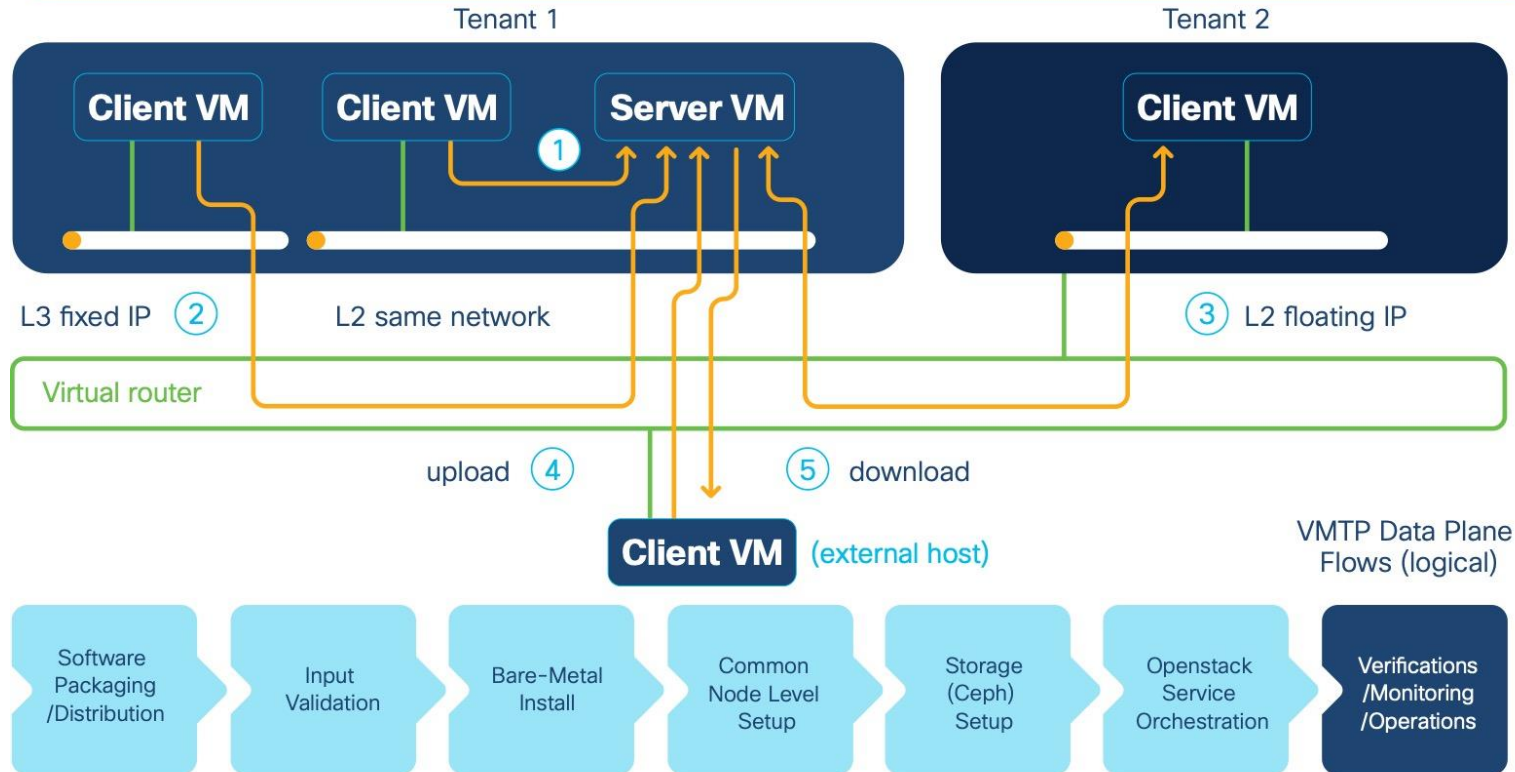 Tenant 1
Tenant 2
Client VM
Client VM
Server VM
Client VM
1
L3 fixed IP 2
L2 same network
3 L2 floating IP
Virtual router
upload 4
5 download
Client VM (external host)
VMTP Data Plane
Flows (logical)
Software
Packaging
/Distribution
Input
Validation
Bare-Metal
Install
Common
Node Level
Setup
Storage
(Ceph)
Setup
Openstack
Service
Orchestration
Verifications
/Monitoring
/Operations